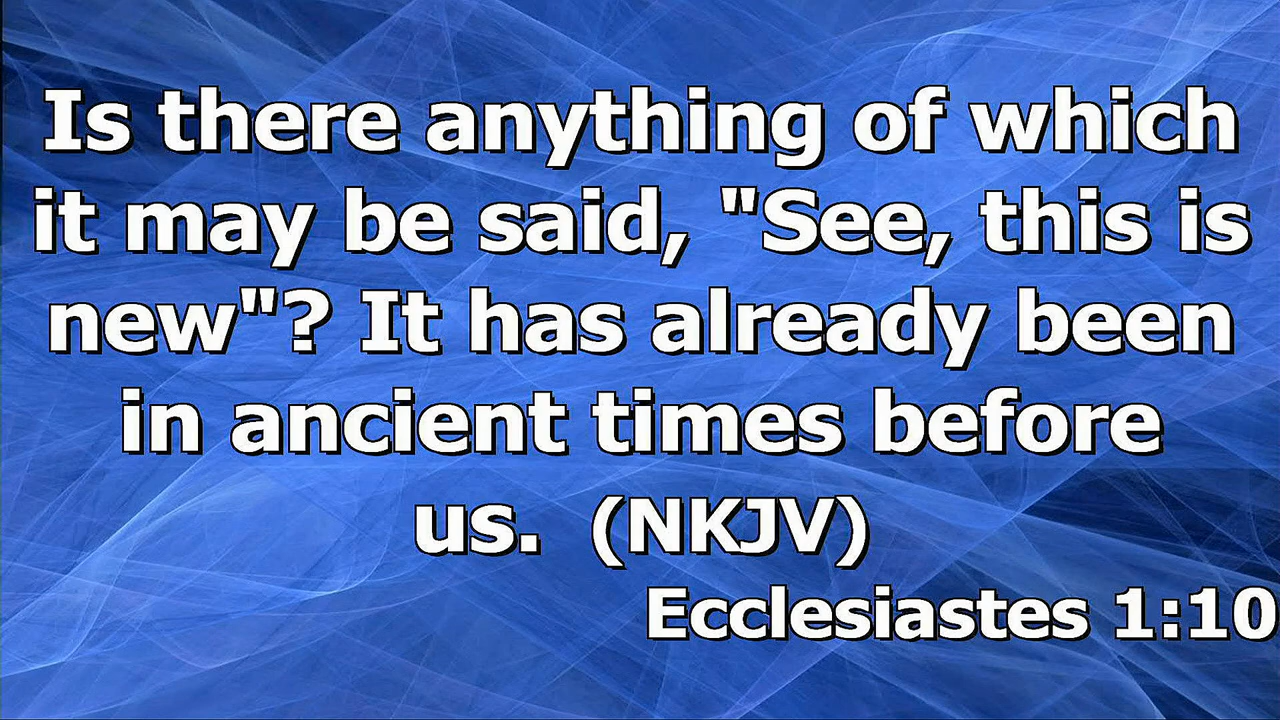 Is there anything of which
it may be said, "See, this is
new"? It has already been
in ancient times before
us.  (NKJV)
Ecclesiastes 1:10